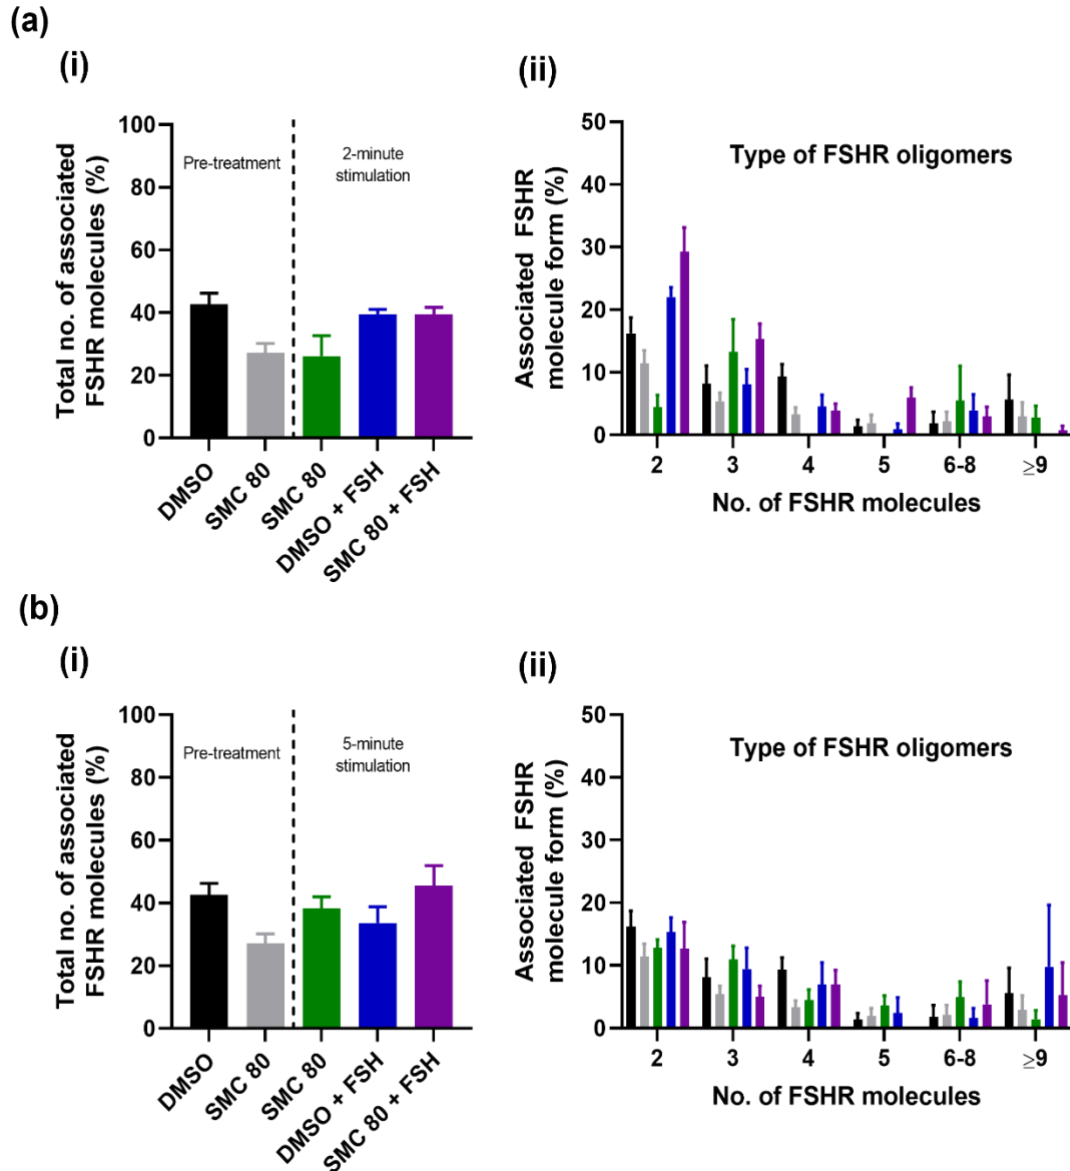 (a)
(i)
Total no. of associated
FSHR molecules (%)
100
80
60
40
20
0
Pre-treatment
2-minute
stimulation
DMSO
SMC 80
SMC 80
DMSO + FSH
SMC 80 + FSH
(ii)
Associated FSHR
molecule form (%)
50
40
30
20
10
0
Type of FSHR oligomers
2
3
4
5
6-8
≥9
No. of FSHR molecules
(b)
(i)
Total no. of associated
FSHR molecules (%)
100
80
60
40
20
0
Pre-treatment
5-minute
stimulation
DMSO
SMC 80
SMC 80
DMSO + FSH
SMC 80 + FSH
(ii)
Associated FSHR
molecule form (%)
50
40
30
20
10
0
Type of FSHR oligomers
2
3
4
5
6-8
≥9
No. of FSHR molecules